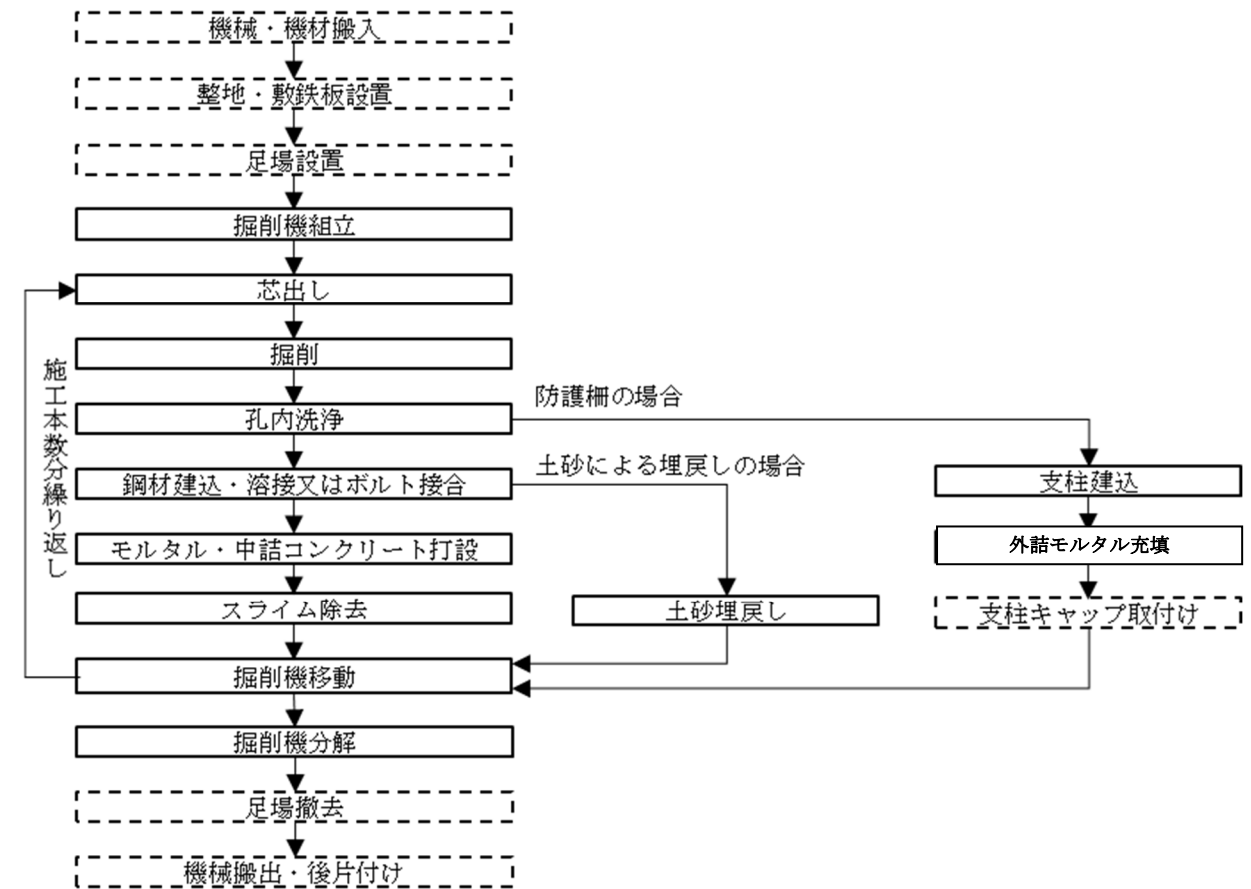 機械・機材搬入
整地・敷鉄板設置
足場設置
掘削機組立
芯出し
掘削
施工本数分繰り返し
防護柵の場合
孔内洗浄
土砂による埋戻しの場合
鋼材建込・溶接又はボルト接合
支柱建込
モルタル・中詰コンクリート打設
外詰モルタル充填
スライム除去
土砂埋戻し
支柱キャップ取付け
掘削機移動
掘削機分解
足場撤去
機械搬出・後片付け